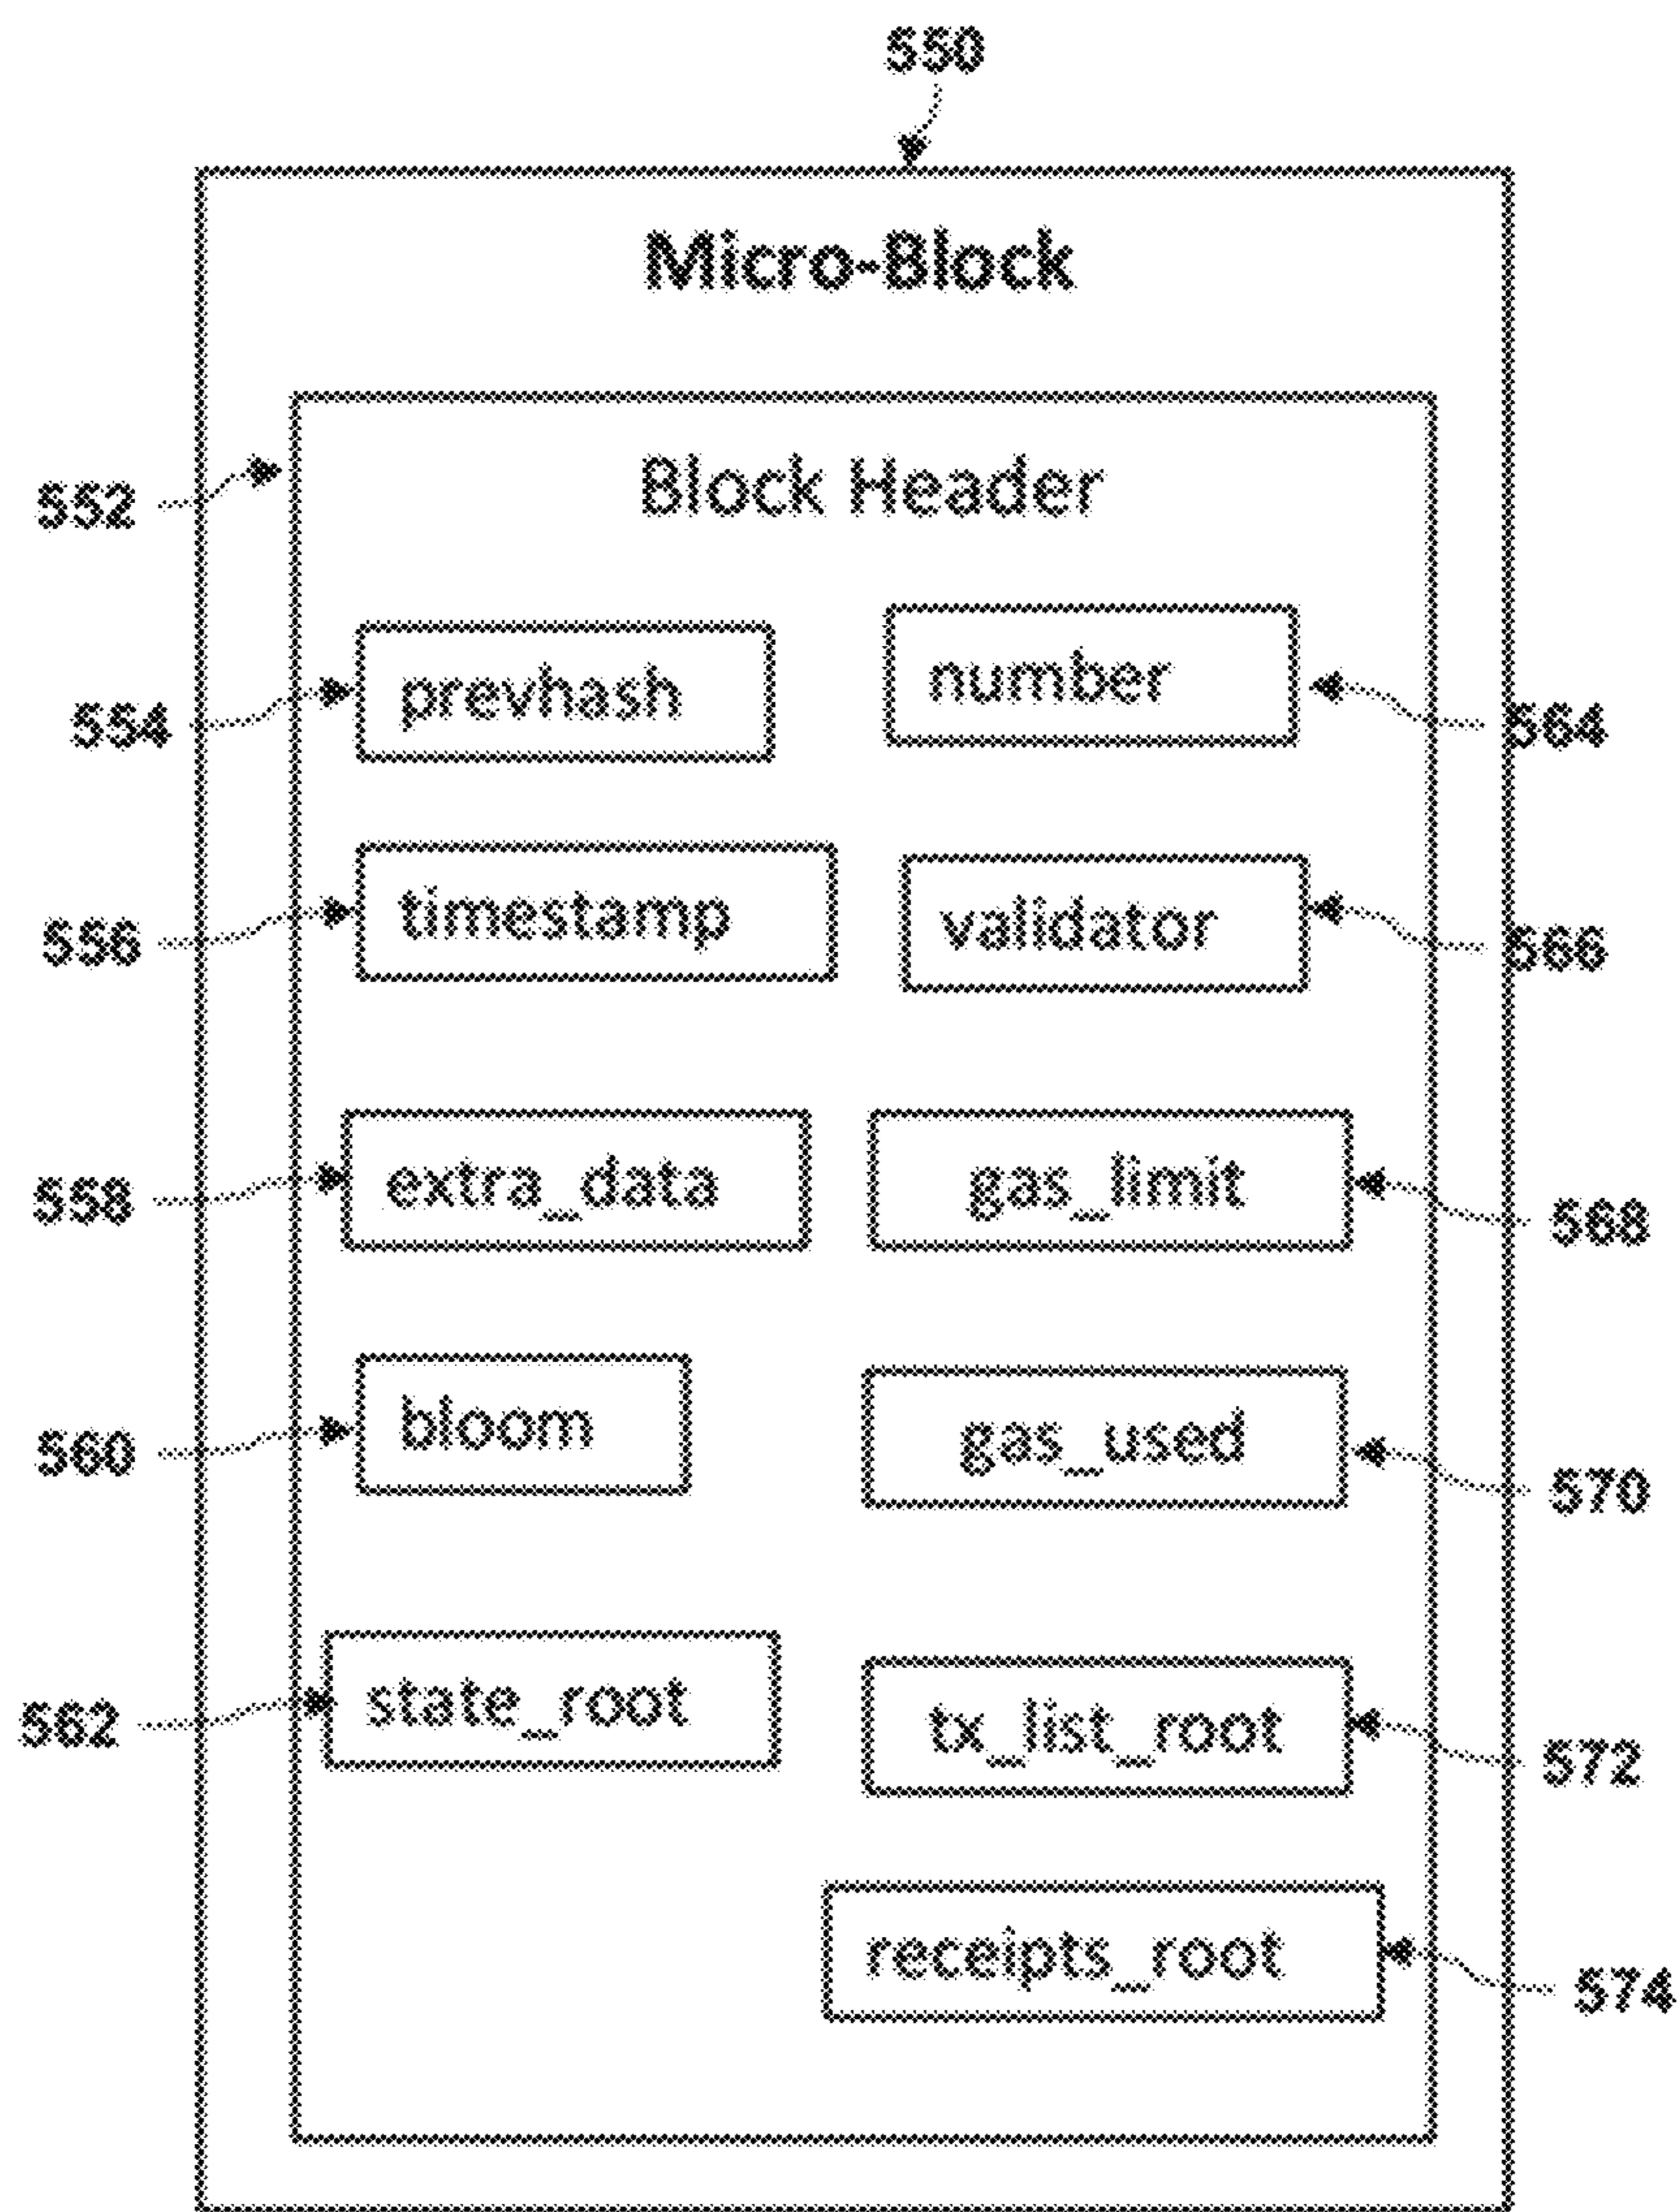 550
Micro-Block
552
Block Header
554
prevhash
number
564
556
timestamp
validator
566
558
extra_data
gas_limit
568
560
bloom
gas_used
570
562
state_root
tx_list_root
572
receipts_root
574